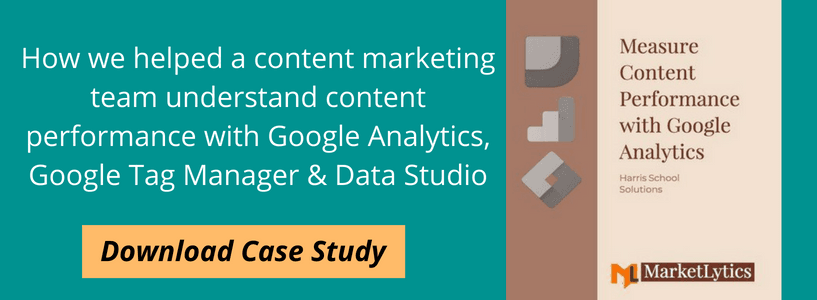 How we helped a content marketing
team understand content
performance with Google Analytics,
Google Tag Manager & Data Studio
Download Case Study
Measure
Content
Performance
with Google
Analytics
Harris School
Solutions
ML MarketLytics